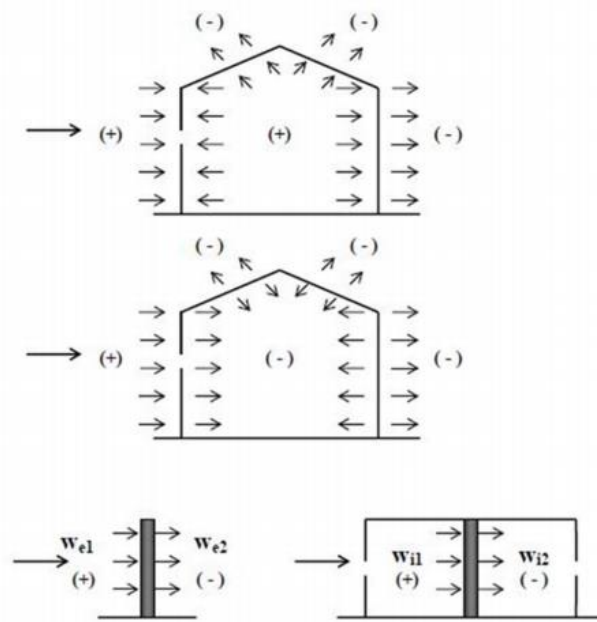 (-) (-)
(+) (+) (-)
(-) (-)
(+) (-) (-)
We1 We2 Wi1 Wi2
(+) (-) (+) (-)